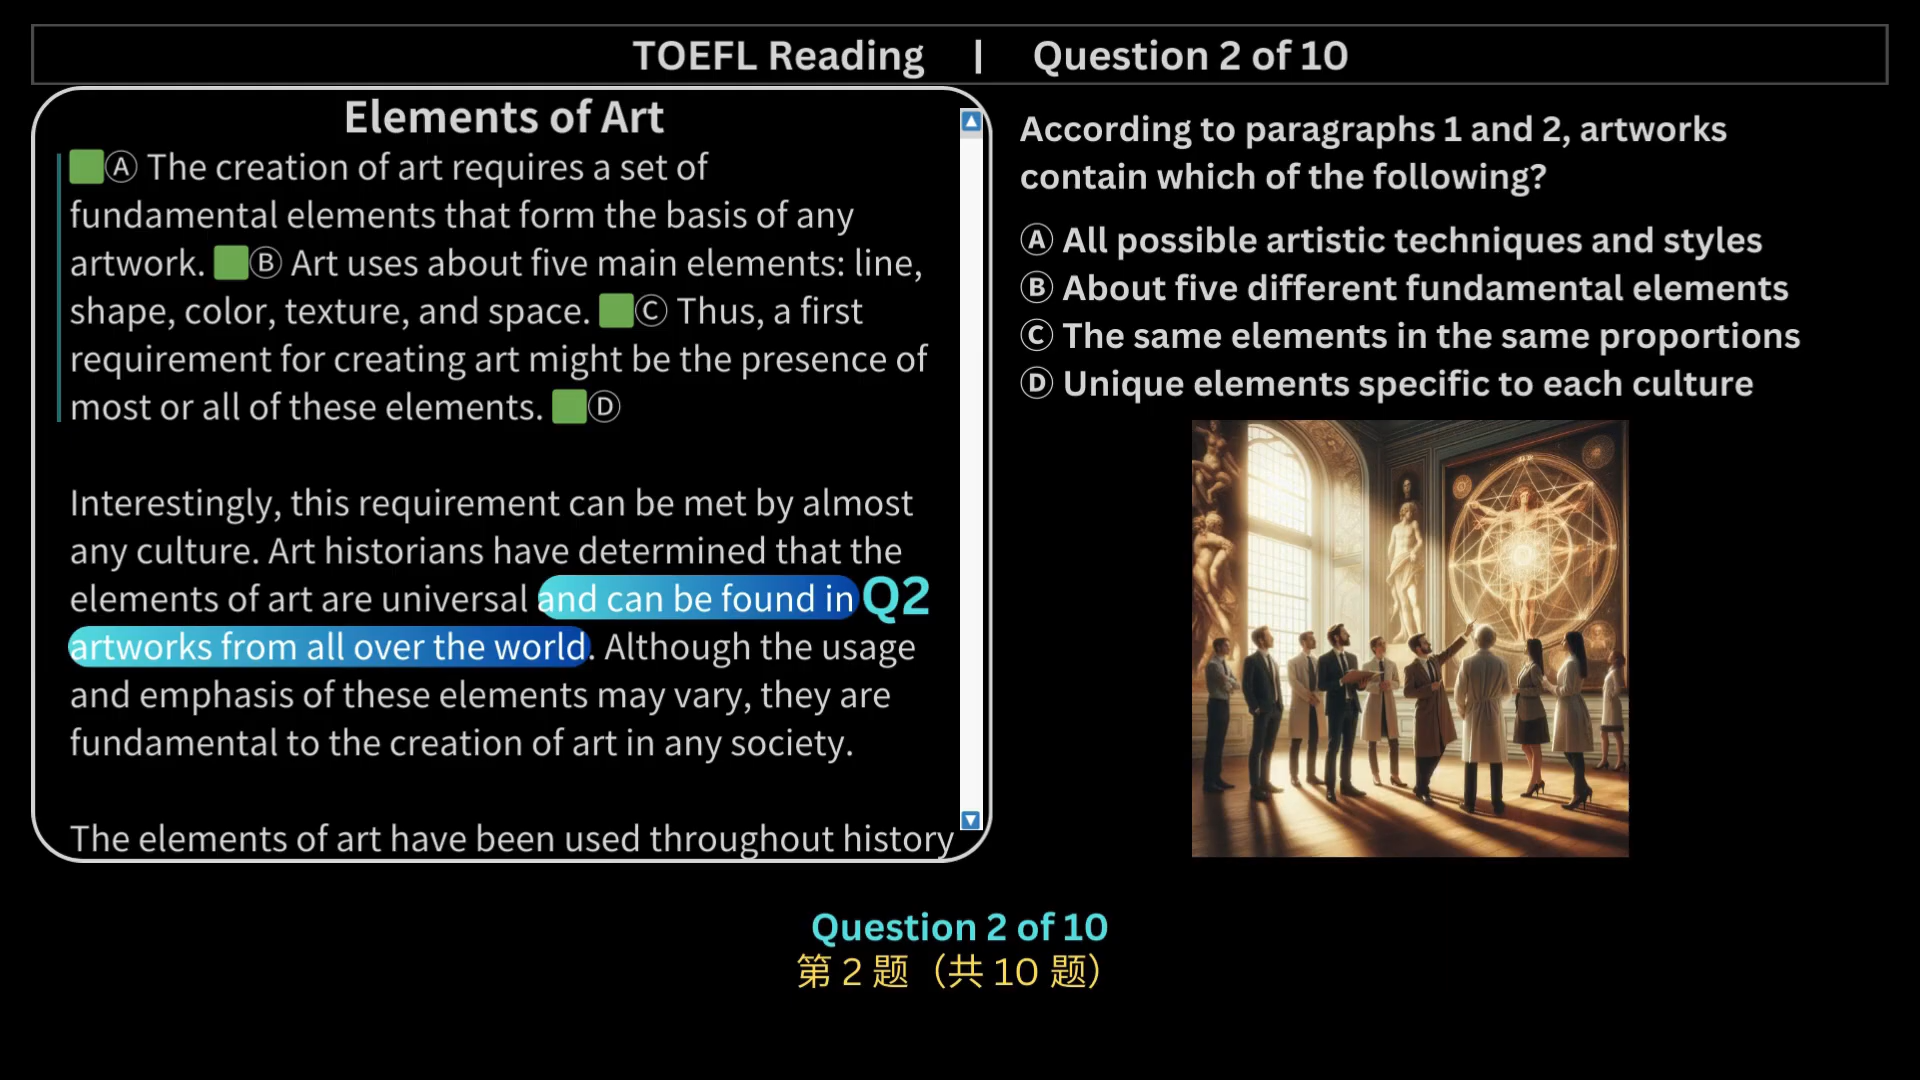 TOEFL Reading | Question 2 of 10
Elements of Art
Ⓐ The creation of art requires a set of
fundamental elements that form the basis of any
artwork. Ⓑ Art uses about five main elements: line,
shape, color, texture, and space. Ⓒ Thus, a first
requirement for creating art might be the presence of
most or all of these elements. Ⓓ
Interestingly, this requirement can be met by almost
any culture. Art historians have determined that the
elements of art are universal and can be found in Q2
artworks from all over the world. Although the usage
and emphasis of these elements may vary, they are
fundamental to the creation of art in any society.
The elements of art have been used throughout history
According to paragraphs 1 and 2, artworks
contain which of the following?
Ⓐ All possible artistic techniques and styles
Ⓑ About five different fundamental elements
Ⓒ The same elements in the same proportions
Ⓓ Unique elements specific to each culture
Question 2 of 10
第 2 题（共 10 题）